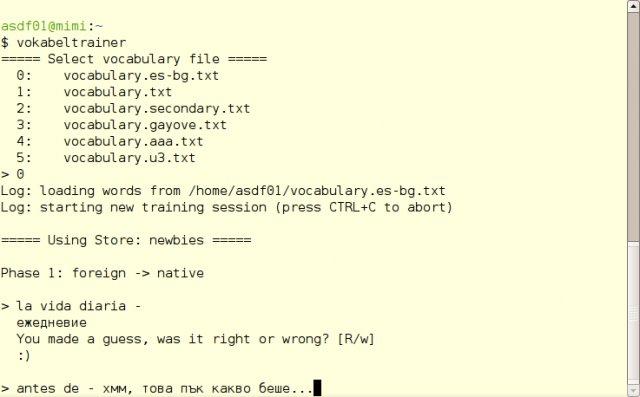 asdf01@mimi:~
$ vokabeltrainer
===== Select vocabulary file =====
  0:    vocabulary.es-bg.txt
  1:    vocabulary.txt
  2:    vocabulary.secondary.txt
  3:    vocabulary.gayove.txt
  4:    vocabulary.aaa.txt
  5:    vocabulary.u3.txt
> 0
Log: loading words from /home/asdf01/vocabulary.es-bg.txt
Log: starting new training session (press CTRL+C to abort)
===== Using Store: newbies =====
Phase 1: foreign -> native
> la vida diaria -
  ежедневие
  You made a guess, was it right or wrong? [R/w]
  :)
> antes de - хмм, това пък какво беше...